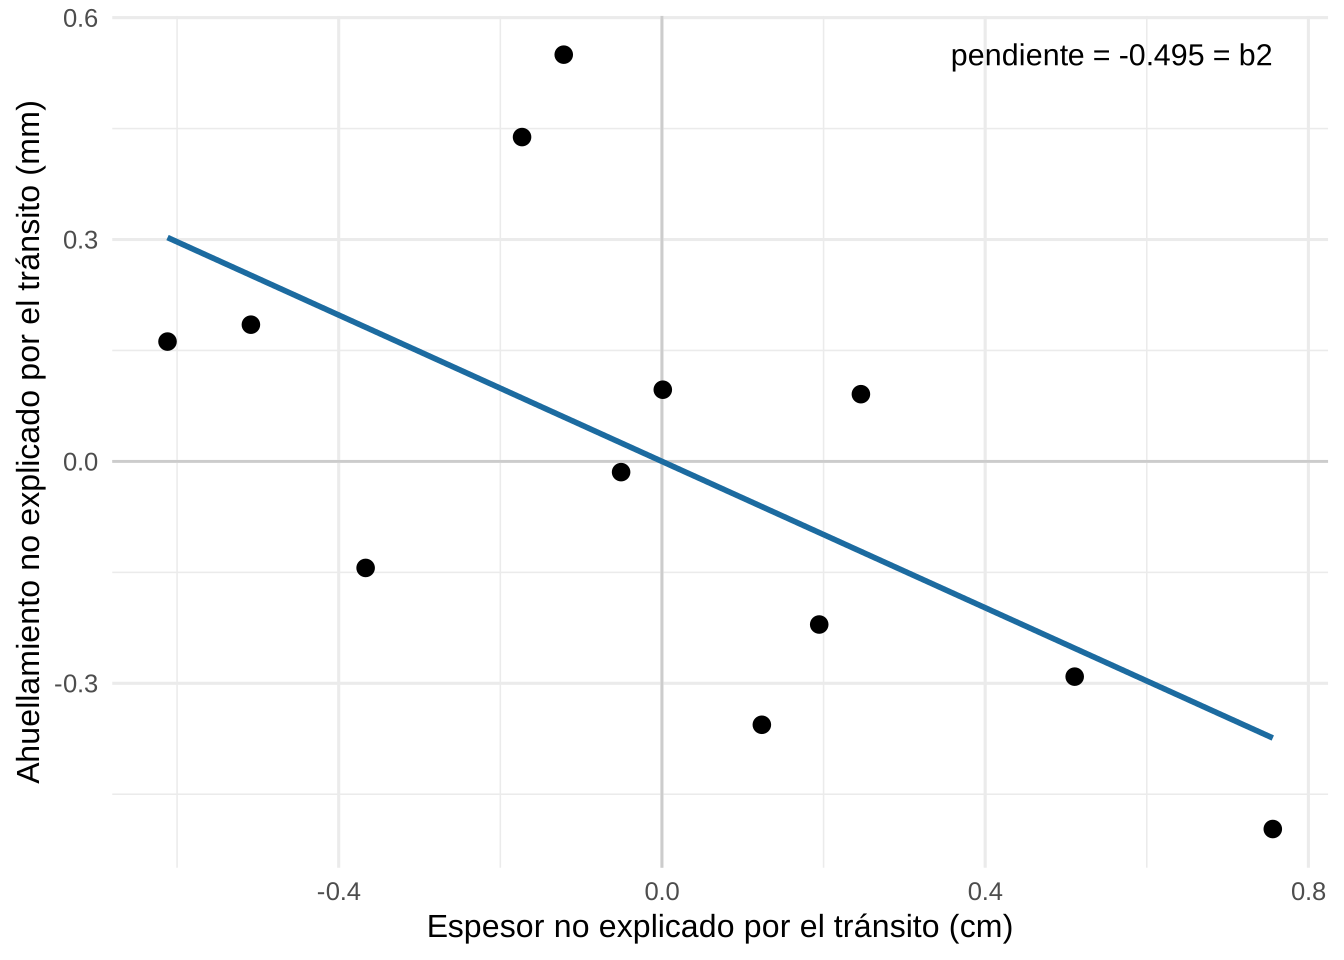 pendiente = -0.495 = b2
0.6
0.3
0.0
-0.3
Ahuellamiento no explicado por el tránsito (mm)
-0.4
0.0
0.4
0.8
Espesor no explicado por el tránsito (cm)